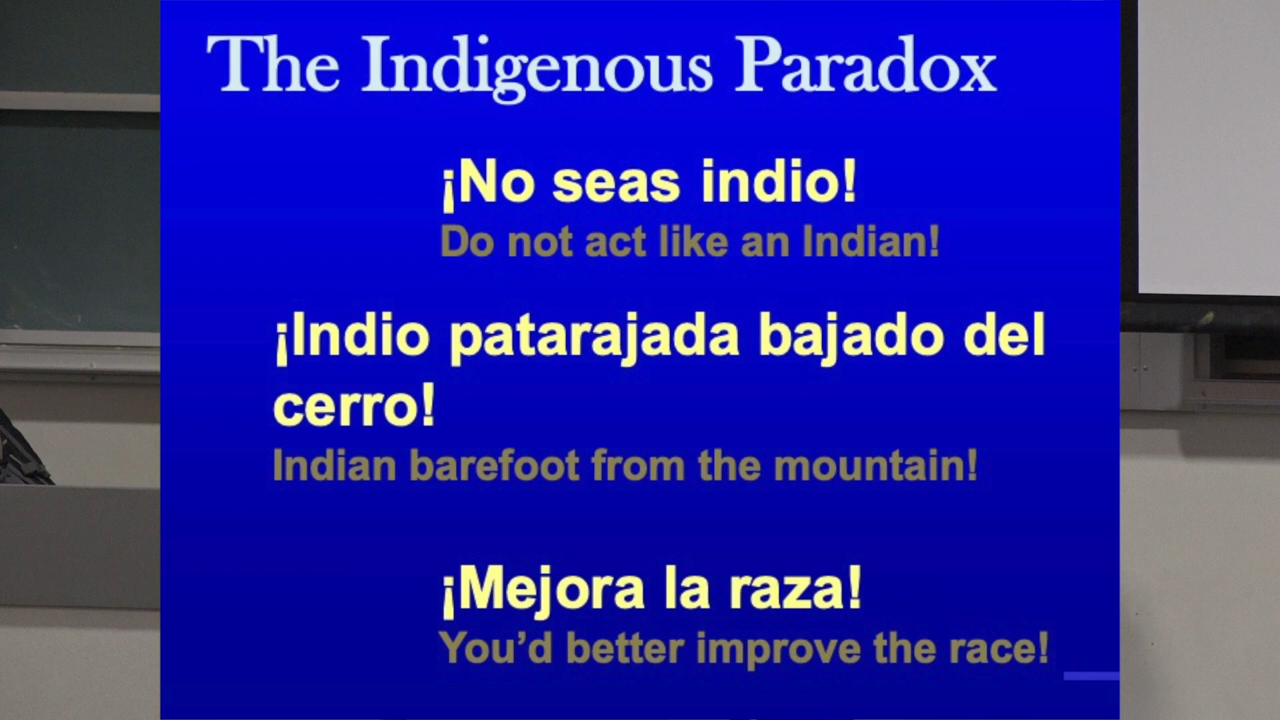 The Indigenous Paradox
¡No seas indio!
Do not act like an Indian!
¡Indio patarajada bajado del
cerro!
Indian barefoot from the mountain!
¡Mejora la raza!
You’d better improve the race!